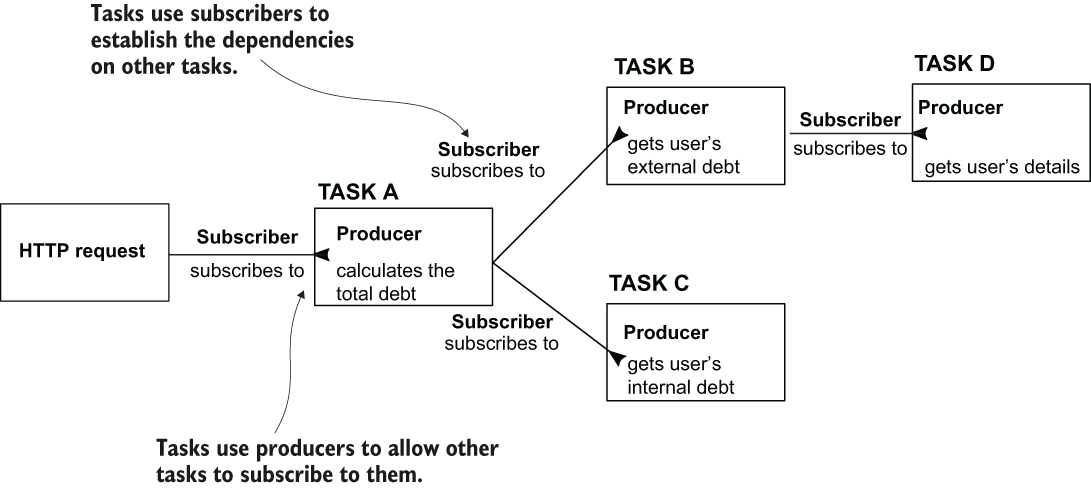 Tasks use subscribers to
establish the dependencies
on other tasks.
TASK B
Producer
gets user's
external debt
Subscriber
subscribes to
TASK D
Producer
gets user's details
Subscriber
subscribes to
TASK A
Producer
calculates the
total debt
HTTP request
Subscriber
subscribes to
TASK C
Producer
gets user's
internal debt
Subscriber
subscribes to
Tasks use producers to allow other
tasks to subscribe to them.